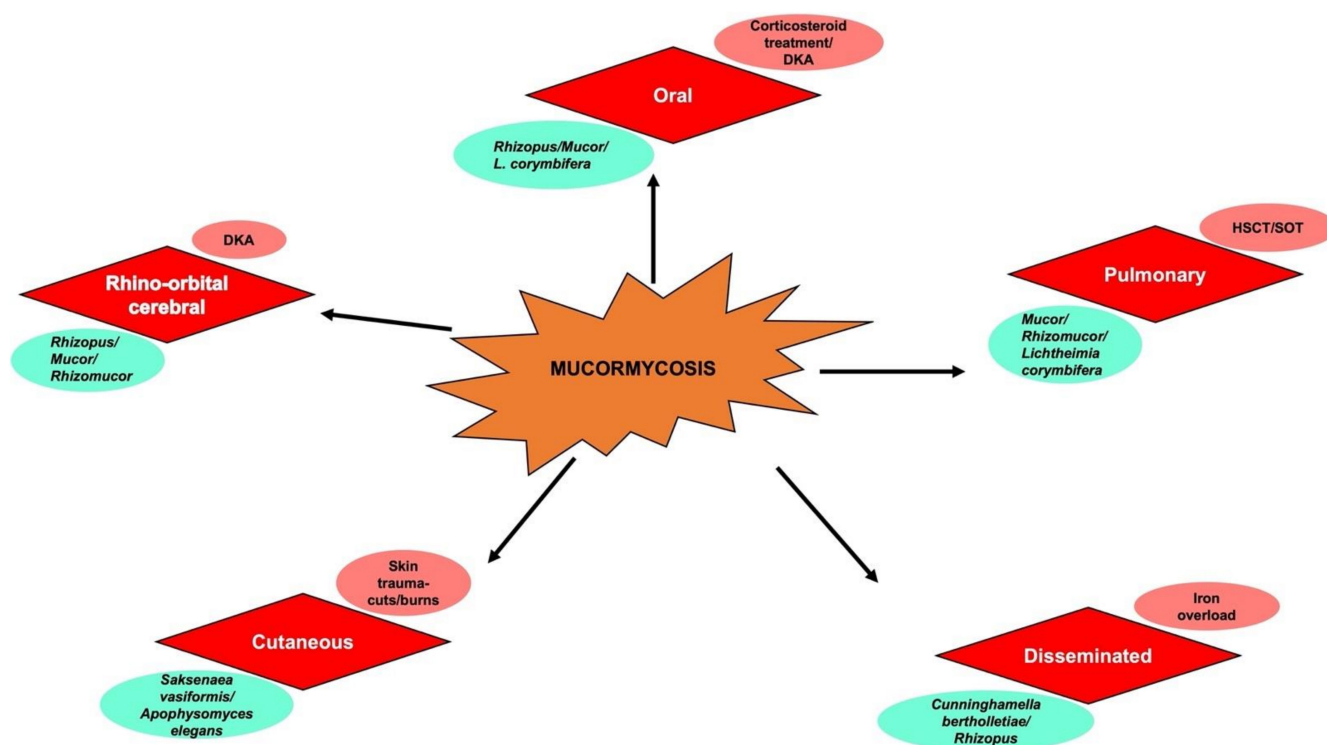 Corticosteroid
treatment/
DKA
Oral
Rhizopus/Mucor/
L. corymbifera
DKA
Rhino-orbital
cerebral
Rhizopus/
Mucor/
Rhizomucor
HSCT/SOT
Pulmonary
Mucor/
Rhizomucor/
Lichtheimia
corymbifera
MUCORMYCOSIS
Skin
trauma-
cuts/burns
Cutaneous
Saksenaea
vasiformis/
Apophysomyces
elegans
Iron
overload
Disseminated
Cunninghamella
bertholletiae/
Rhizopus